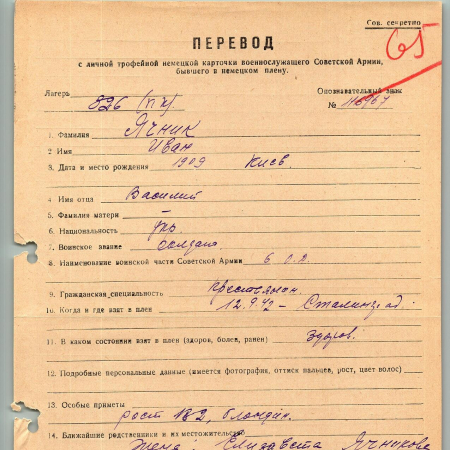 Сов. секретно
65
ПЕРЕВОД
с личной трофейной немецкой карточки военнослужащего Советской Армии,
бывшего в немецком плену.
Лагерь 326 Опознавательный знак
№
1. Фамилия Ячник
2 Имя Иван
3. Дата и место рождения 1909 Киев.
4 Имя отца Василий
5. Фамилия матери
6. Национальность укр.
7. Воинское звание солдат.
8. Наименование воинской части Советской Армии
9. Гражданская специальность крестьянин
10. Когда и где взят в плен 12.9.42 – Сталинград.
11. В каком состоянии взят в плен (здоров, болен, ранен) здоров.
12. Подробные персональные данные (имеется фотография, оттиск пальцев, рост, цвет волос)
13. Особые приметы
рост 182, блондин.
14. Ближайшие родственники и их местожительство
жена: Елизавета Ячникова